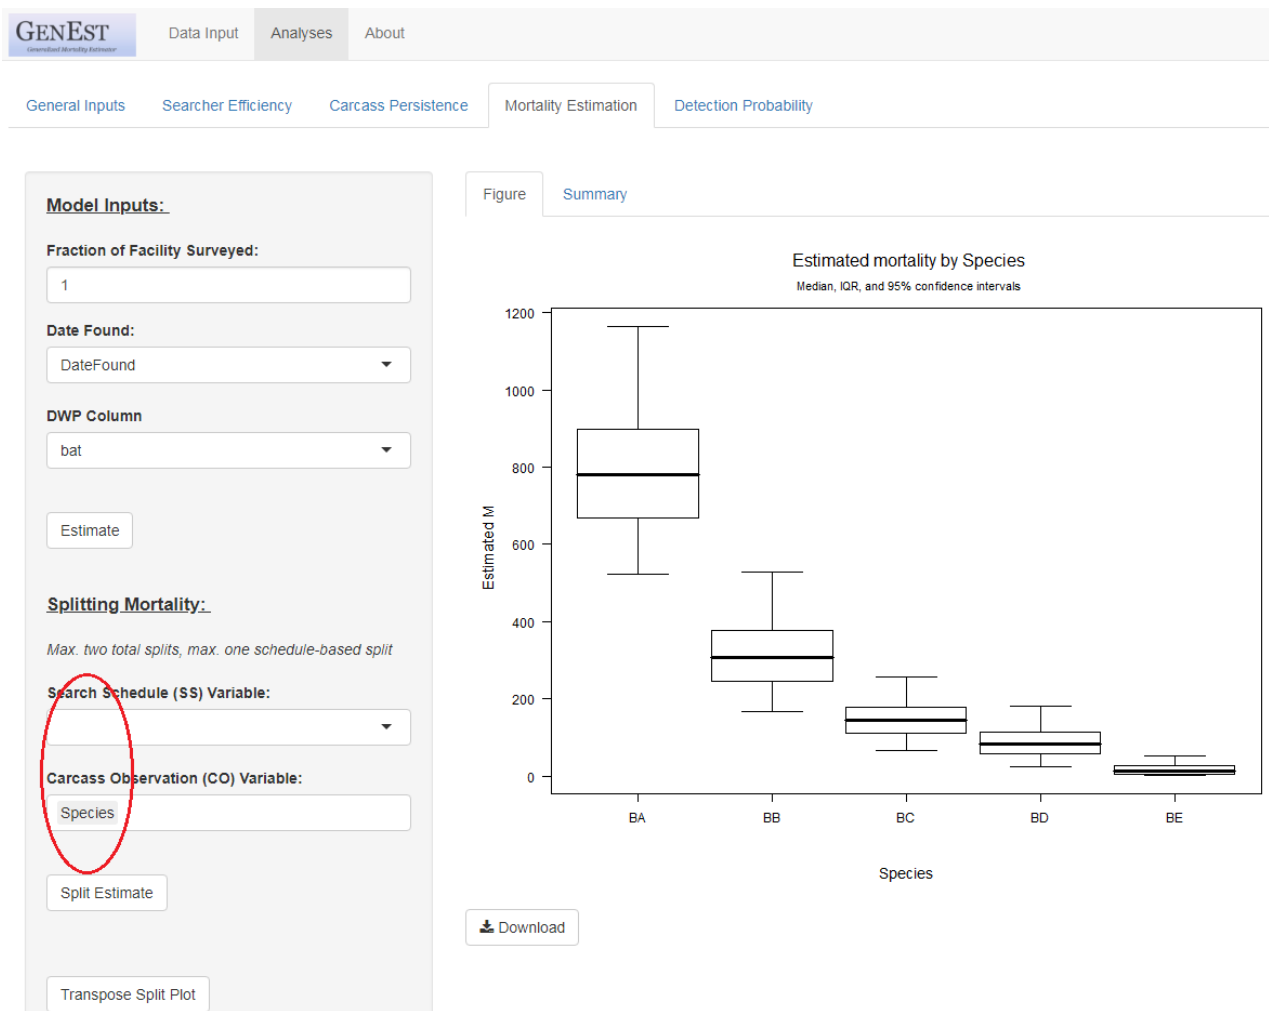 GENEST
Generalized Mortality Estimator
Data Input
Analyses
About
General Inputs
Searcher Efficiency
Carcass Persistence
Mortality Estimation
Detection Probability
Model Inputs:
Fraction of Facility Surveyed:
1
Date Found:
DateFound
DWP Column
bat
Estimate
Splitting Mortality:
Max. two total splits, max. one schedule-based split
Search Schedule (SS) Variable:
Carcass Observation (CO) Variable:
Species
Split Estimate
Transpose Split Plot
Figure
Summary
Estimated mortality by Species
Median, IQR, and 95% confidence intervals
Estimated M
1200
1000
800
600
400
200
0
BA
BB
BC
BD
BE
Species
Download